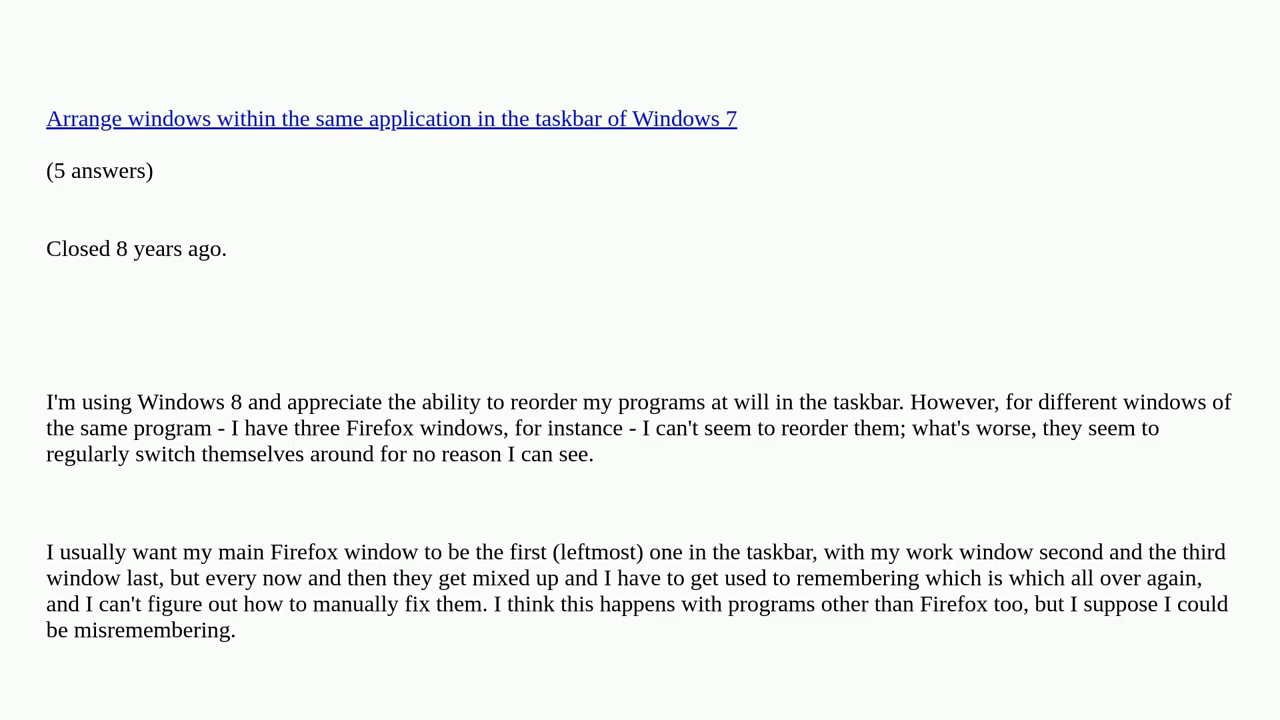 Arrange windows within the same application in the taskbar of Windows 7
(5 answers)
Closed 8 years ago.
I'm using Windows 8 and appreciate the ability to reorder my programs at will in the taskbar. However, for different windows of
the same program - I have three Firefox windows, for instance - I can't seem to reorder them; what's worse, they seem to
regularly switch themselves around for no reason I can see.
I usually want my main Firefox window to be the first (leftmost) one in the taskbar, with my work window second and the third
window last, but every now and then they get mixed up and I have to get used to remembering which is which all over again,
and I can't figure out how to manually fix them. I think this happens with programs other than Firefox too, but I suppose I could
be misremembering.